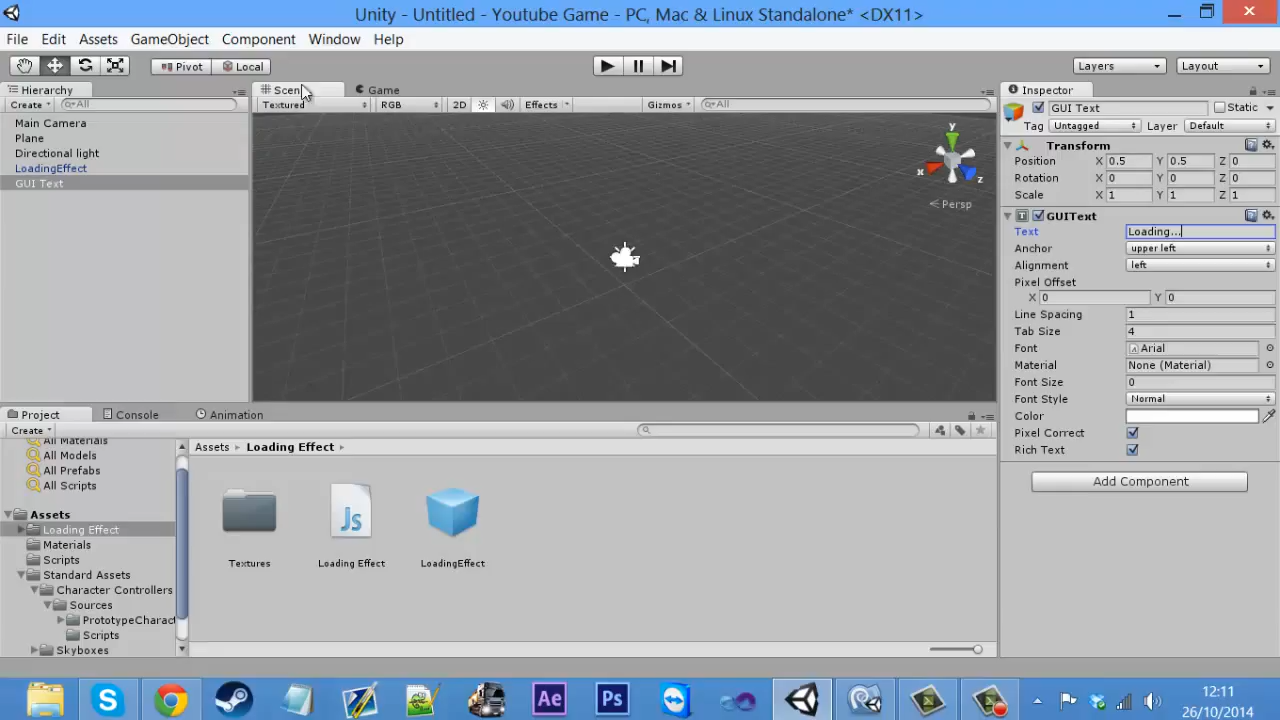 Unity - Untitled - Youtube Game - PC, Mac & Linux Standalone* <DX11>
File Edit Assets GameObject Component Window Help
Pivot Local Layers Layout
Hierarchy
Create All
Main Camera
Plane
Directional light
LoadingEffect
GUI Text
Scen Game
Textured RGB 2D Effects Gizmos All
y
x
z
Persp
Inspector
GUI Text Static
Tag Untagged Layer Default
Transform
Position X 0.5 Y 0.5 Z 0
Rotation X 0 Y 0 Z 0
Scale X 1 Y 1 Z 1
GUIText
Text Loading...
Anchor upper left
Alignment left
Pixel Offset
X 0 Y 0
Line Spacing 1
Tab Size 4
Font Arial
Material None (Material)
Font Size 0
Font Style Normal
Color
Pixel Correct
Rich Text
Add Component
Project Console Animation
Create
All Materials
All Models
All Prefabs
All Scripts
Assets
Loading Effect
Materials
Scripts
Standard Assets
Character Controllers
Sources
PrototypeCharac
Scripts
Skyboxes
Assets Loading Effect
Js
Textures Loading Effect LoadingEffect
Ae Ps
12:11
26/10/2014